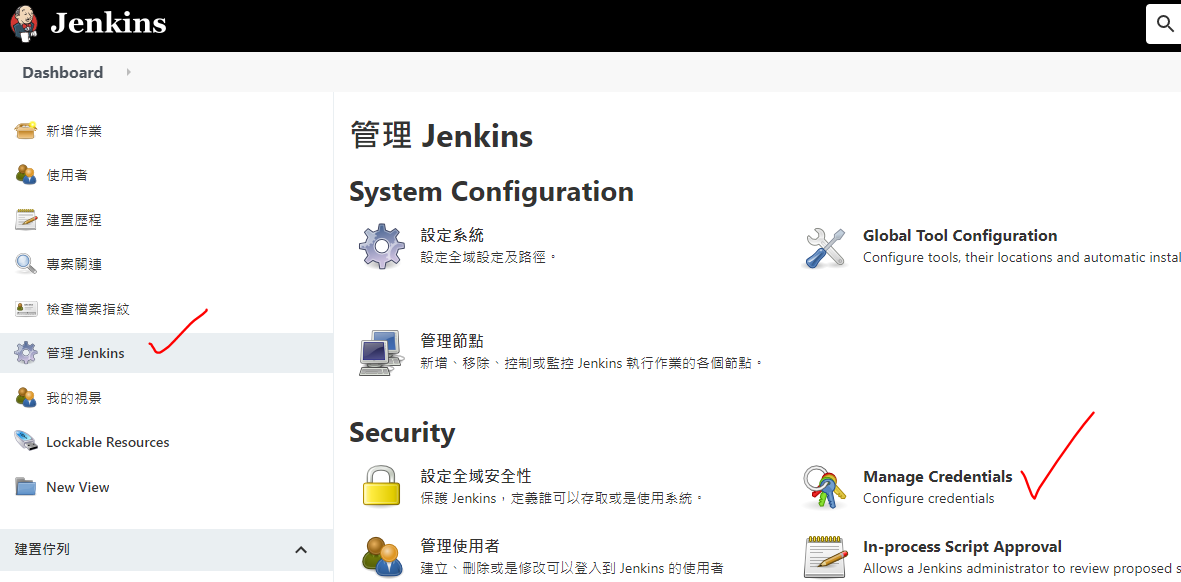 Jenkins
Dashboard
新增作業
使用者
建置歷程
專案關連
檢查檔案指紋
管理 Jenkins
我的視景
Lockable Resources
New View
建置佇列
管理 Jenkins
System Configuration
設定系統
設定全域設定及路徑。
Global Tool Configuration
Configure tools, their locations and automatic instal
管理節點
新增、移除、控制或監控 Jenkins 執行作業的各個節點。
Security
設定全域安全性
保護 Jenkins，定義誰可以存取或是使用系統。
Manage Credentials
Configure credentials
管理使用者
建立、刪除或是修改可以登入到 Jenkins 的使用者
In-process Script Approval
Allows a Jenkins administrator to review proposed s